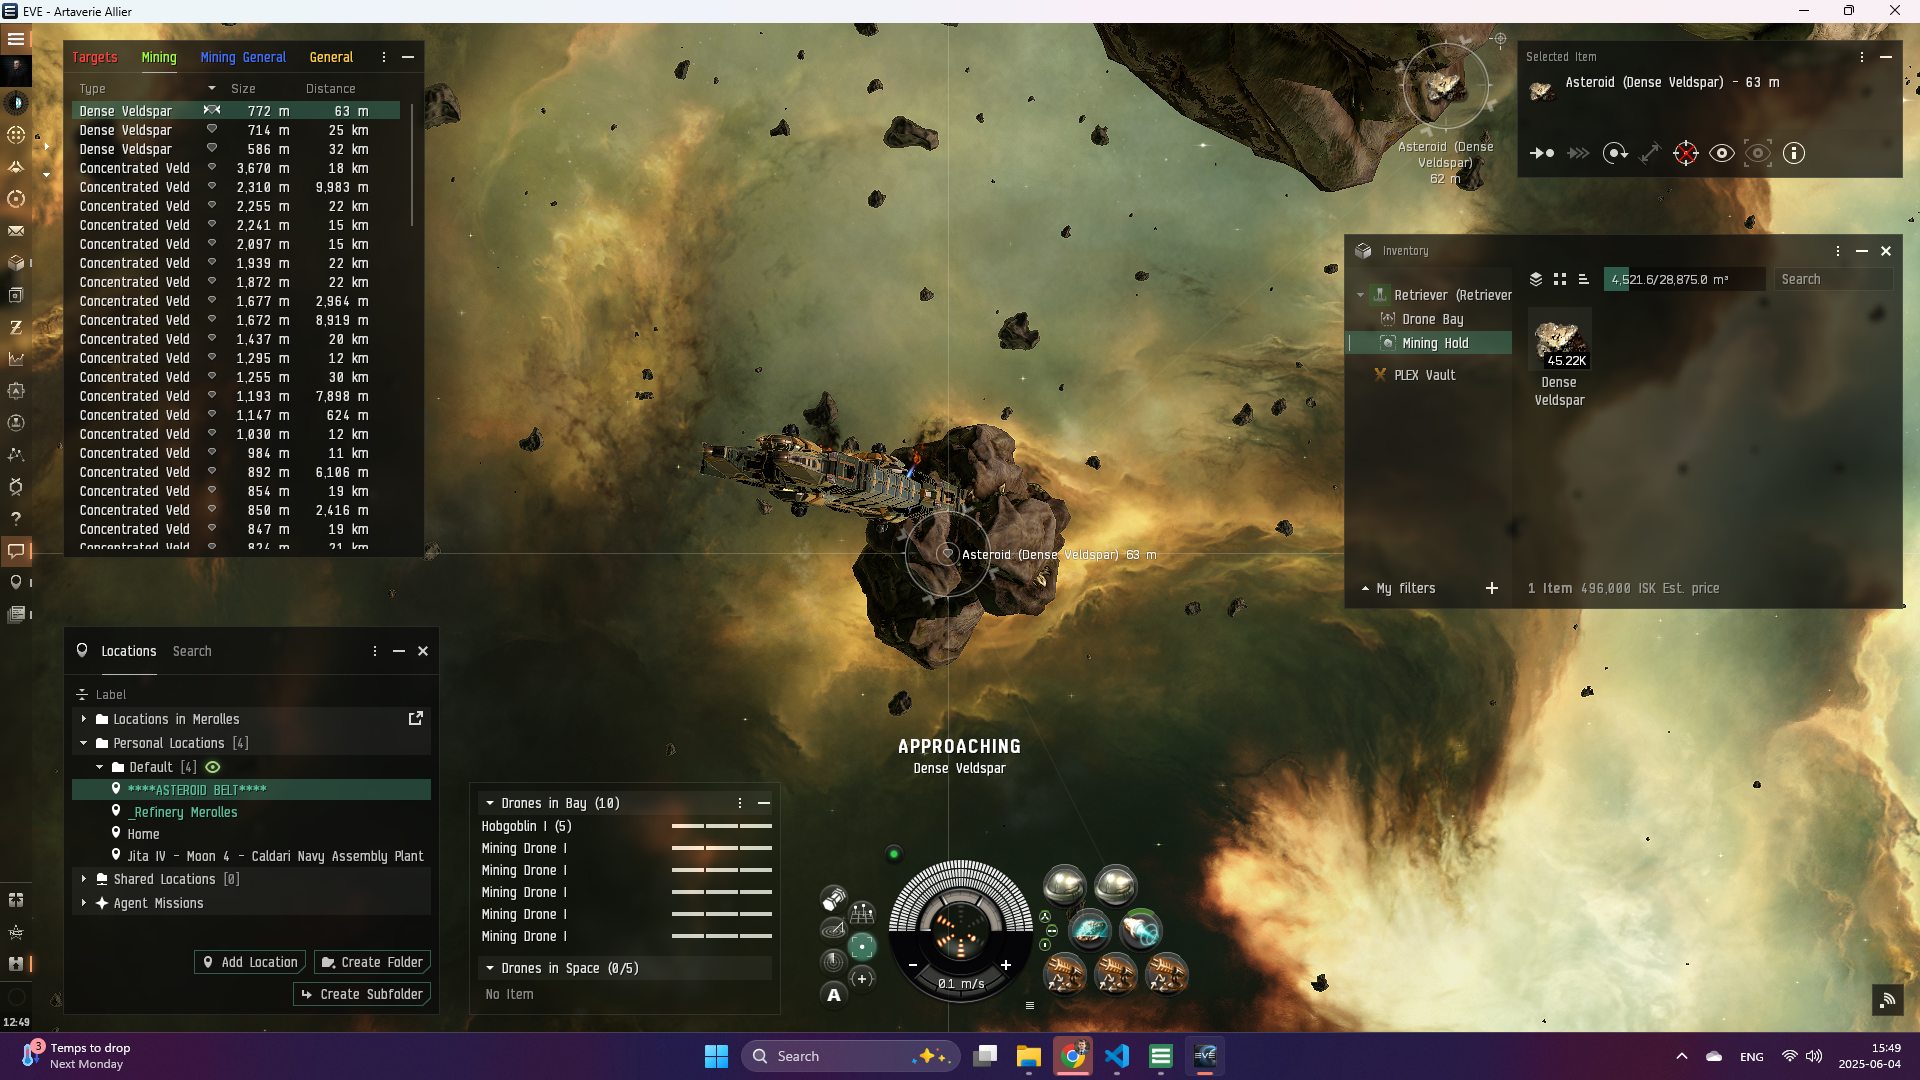 EVE - Artaverie Allier
Targets Mining Mining General General
Type Size Distance
Dense Veldspar 772 m 63 m
Dense Veldspar 714 m 25 km
Dense Veldspar 586 m 32 km
Concentrated Veld 3,670 m 18 km
Concentrated Veld 2,310 m 9,983 m
Concentrated Veld 2,255 m 22 km
Concentrated Veld 2,241 m 15 km
Concentrated Veld 2,097 m 15 km
Concentrated Veld 1,939 m 22 km
Concentrated Veld 1,872 m 22 km
Concentrated Veld 1,677 m 2,964 m
Concentrated Veld 1,672 m 8,919 m
Concentrated Veld 1,437 m 20 km
Concentrated Veld 1,295 m 12 km
Concentrated Veld 1,255 m 30 km
Concentrated Veld 1,193 m 7,898 m
Concentrated Veld 1,147 m 624 m
Concentrated Veld 1,030 m 12 km
Concentrated Veld 984 m 11 km
Concentrated Veld 892 m 6,106 m
Concentrated Veld 854 m 19 km
Concentrated Veld 850 m 2,416 m
Concentrated Veld 847 m 19 km
Concentrated Veld 824 m 21 km
Asteroid (Dense
Veldspar)
62 m
Selected Item
Asteroid (Dense Veldspar) - 63 m
Inventory
4,521.6/28,875.0 m³
Search
Retriever (Retriever
Drone Bay
Mining Hold
PLEX Vault
45.22K
Dense
Veldspar
My filters
1 Item 496,000 ISK Est. price
Asteroid (Dense Veldspar) 63 m
Locations Search
Label
Locations in Merolles
Personal Locations [4]
Default [4]
****ASTEROID BELT****
_Refinery Merolles
Home
Jita IV - Moon 4 - Caldari Navy Assembly Plant
Shared Locations [0]
Agent Missions
Add Location
Create Folder
Create Subfolder
APPROACHING
Dense Veldspar
Drones in Bay (10)
Hobgoblin I (5)
Mining Drone I
Mining Drone I
Mining Drone I
Mining Drone I
Mining Drone I
Drones in Space (0/5)
No Item
A
0.1 m/s
12:49
3
Temps to drop
Next Monday
Search
EVE
ENG
15:49
2025-06-04